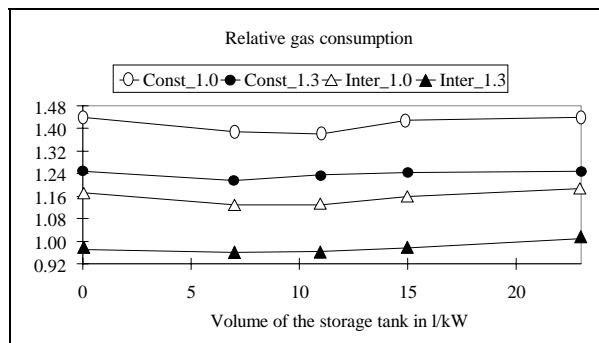 Relative gas consumption
Const_1.0 Const_1.3 Inter_1.0 Inter_1.3
1.48
1.40
1.32
1.24
1.16
1.08
1.00
0.92
0 5 10 15 20
Volume of the storage tank in l/kW